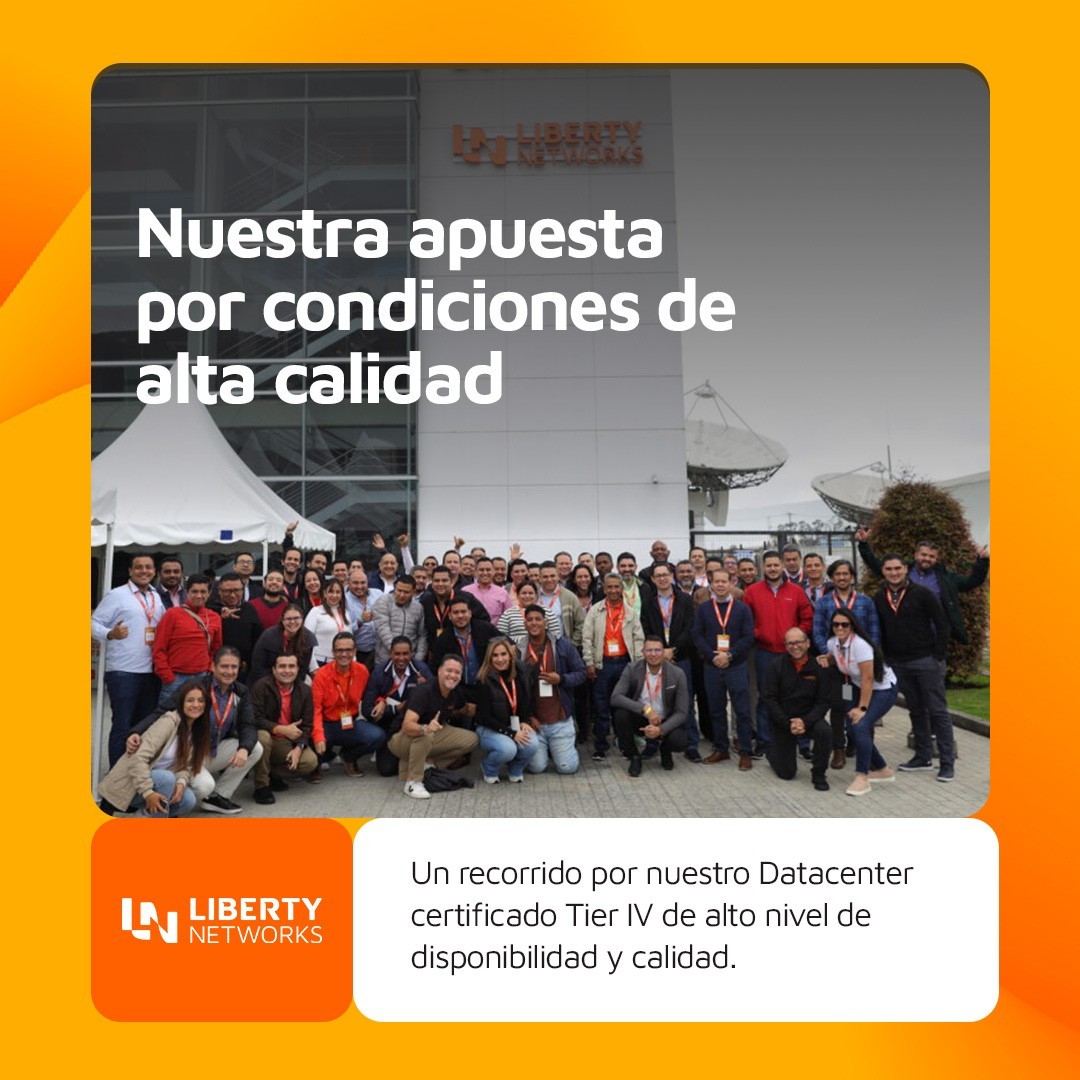 LIBERTY
NETWORKS
Nuestra apuesta
por condiciones de
alta calidad
LIBERTY
NETWORKS
Un recorrido por nuestro Datacenter
certificado Tier IV de alto nivel de
disponibilidad y calidad.